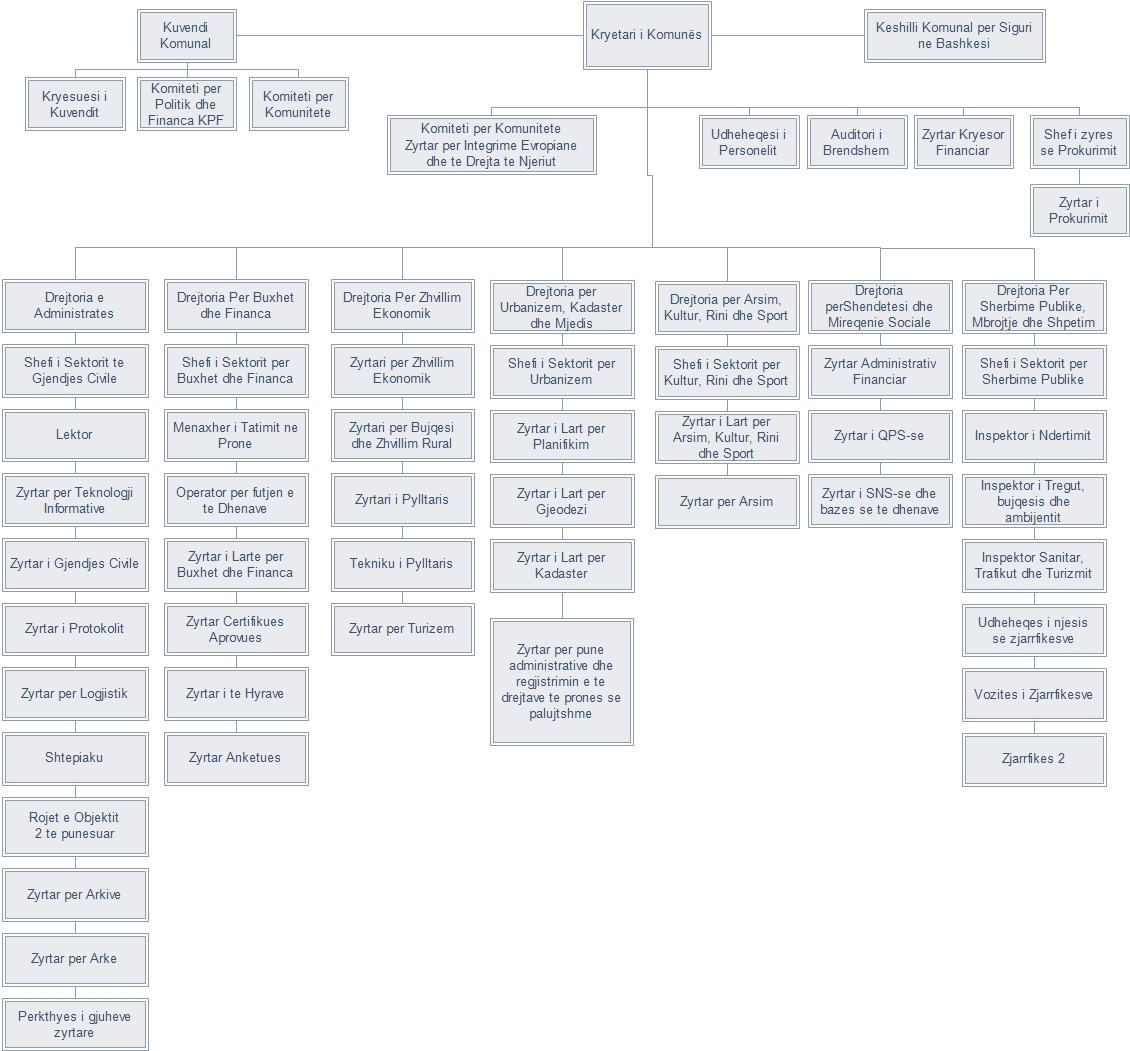 Kuvendi
Komunal
Kryetari i Komunës
Keshilli Komunal per Siguri
ne Bashkesi
Kryesuesi i
Kuvendit
Komiteti per
Politik dhe
Financa KPF
Komiteti per
Komunitete
Komiteti per Komunitete
Zyrtar per Integrime Evropiane
dhe te Drejta te Njeriut
Udheheqesi i
Personelit
Auditori i
Brendshem
Zyrtar Kryesor
Financiar
Shef i zyres
se Prokurimit
Zyrtar i
Prokurimit
Drejtoria e
Administrates
Shefi i Sektorit te
Gjendjes Civile
Lektor
Zyrtar per Teknologji
Informative
Zyrtar i Gjendjes Civile
Zyrtar i Protokolit
Zyrtar per Logjistik
Shtepiaku
Rojet e Objektit
2 te punesuar
Zyrtar per Arkive
Zyrtar per Arke
Perkthyes i gjuheve
zyrtare
Drejtoria Per Buxhet
dhe Financa
Shefi i Sektorit per
Buxhet dhe Financa
Menaxher i Tatimit ne
Prone
Operator per futjen e
te Dhenave
Zyrtar i Larte per
Buxhet dhe Financa
Zyrtar Certifikues
Aprovues
Zyrtar i te Hyrave
Zyrtar Anketues
Drejtoria Per Zhvillim
Ekonomik
Zyrtari per Zhvillim
Ekonomik
Zyrtari per Bujqesi
dhe Zhvillim Rural
Zyrtari i Pylltaris
Tekniku i Pylltaris
Zyrtar per Turizem
Drejtoria per
Urbanizem, Kadaster
dhe Mjedis
Shefi i Sektorit per
Urbanizem
Zyrtar i Lart per
Planifikim
Zyrtar i Lart per
Gjeodezi
Zyrtar i Lart per
Kadaster
Zyrtar per pune
administrative dhe
regjistrimin e te
drejtave te prones se
palujtshme
Drejtoria per Arsim,
Kultur, Rini dhe Sport
Shefi i Sektorit per
Kultur, Rini dhe Sport
Zyrtar i Lart per
Arsim, Kultur, Rini
dhe Sport
Zyrtar per Arsim
Drejtoria
perShendetesi dhe
Mireqenie Sociale
Zyrtar Administrativ
Financiar
Zyrtar i QPS-se
Zyrtar i SNS-se dhe
bazes se te dhenave
Drejtoria Per
Sherbime Publike,
Mbrojtje dhe Shpetim
Shefi i Sektorit per
Sherbime Publike
Inspektor i Ndertimit
Inspektor i Tregut,
bujqesis dhe
ambijentit
Inspektor Sanitar,
Trafikut dhe Turizmit
Udheheqes i njesis
se zjarrfikesve
Vozites i Zjarrfikesve
Zjarrfikes 2